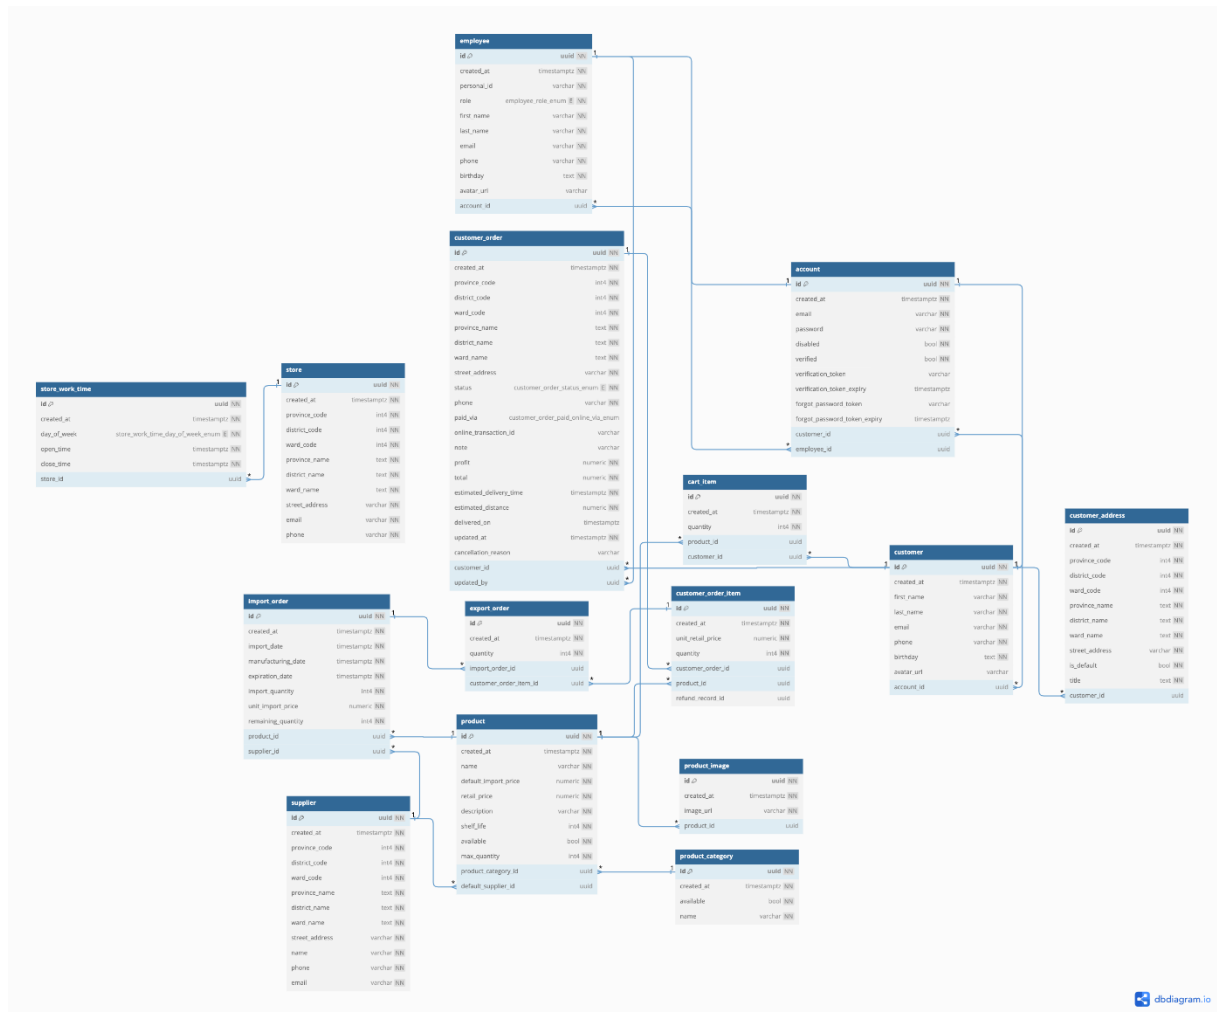 employee
id uuid NN
created_at timestamptz NN
personal_id varchar NN
role employee_role_enum E NN
first_name varchar NN
last_name varchar NN
email varchar NN
phone varchar NN
birthday text NN
avatar_url varchar
account_id uuid
customer_order
id uuid NN
created_at timestamptz NN
province_code int4 NN
district_code int4 NN
ward_code int4 NN
province_name text NN
district_name text NN
ward_name text NN
street_address varchar NN
status customer_order_status_enum E NN
phone varchar NN
paid_via customer_order_paid_online_via_enum
online_transaction_id varchar
note varchar
profit numeric NN
total numeric NN
estimated_delivery_time timestamptz NN
estimated_distance numeric NN
delivered_on timestamptz
updated_at timestamptz NN
cancellation_reason varchar
customer_id uuid
updated_by uuid
account
id uuid NN
created_at timestamptz NN
email varchar NN
password varchar NN
disabled bool NN
verified bool NN
verification_token varchar
verification_token_expiry timestamptz
forgot_password_token varchar
forgot_password_token_expiry timestamptz
customer_id uuid
employee_id uuid
store_work_time
id uuid NN
created_at timestamptz NN
day_of_week store_work_time_day_of_week_enum E NN
open_time timestamptz NN
close_time timestamptz NN
store_id uuid
store
id uuid NN
created_at timestamptz NN
province_code int4 NN
district_code int4 NN
ward_code int4 NN
province_name text NN
district_name text NN
ward_name text NN
street_address varchar NN
email varchar NN
phone varchar NN
cart_item
id uuid NN
created_at timestamptz NN
quantity int4 NN
product_id uuid
customer_id uuid
customer_address
id uuid NN
created_at timestamptz NN
province_code int4 NN
district_code int4 NN
ward_code int4 NN
province_name text NN
district_name text NN
ward_name text NN
street_address varchar NN
is_default bool NN
title text NN
customer_id uuid
customer
id uuid NN
created_at timestamptz NN
first_name varchar NN
last_name varchar NN
email varchar NN
phone varchar NN
birthday text NN
avatar_url varchar
account_id uuid
import_order
id uuid NN
created_at timestamptz NN
import_date timestamptz NN
manufacturing_date timestamptz NN
expiration_date timestamptz NN
import_quantity int4 NN
unit_import_price numeric NN
remaining_quantity int4 NN
product_id uuid
supplier_id uuid
export_order
id uuid NN
created_at timestamptz NN
quantity int4 NN
import_order_id uuid
customer_order_item_id uuid
customer_order_item
id uuid NN
created_at timestamptz NN
unit_retail_price numeric NN
quantity int4 NN
customer_order_id uuid
product_id uuid
refund_record_id uuid
product
id uuid NN
created_at timestamptz NN
name varchar NN
default_import_price numeric NN
retail_price numeric NN
description varchar NN
shelf_life int4 NN
available bool NN
max_quantity int4 NN
product_category_id uuid
default_supplier_id uuid
product_image
id uuid NN
created_at timestamptz NN
image_url varchar NN
product_id uuid
product_category
id uuid NN
created_at timestamptz NN
available bool NN
name varchar NN
supplier
id uuid NN
created_at timestamptz NN
province_code int4 NN
district_code int4 NN
ward_code int4 NN
province_name text NN
district_name text NN
ward_name text NN
street_address varchar NN
name varchar NN
phone varchar NN
email varchar NN
dbdiagram.io